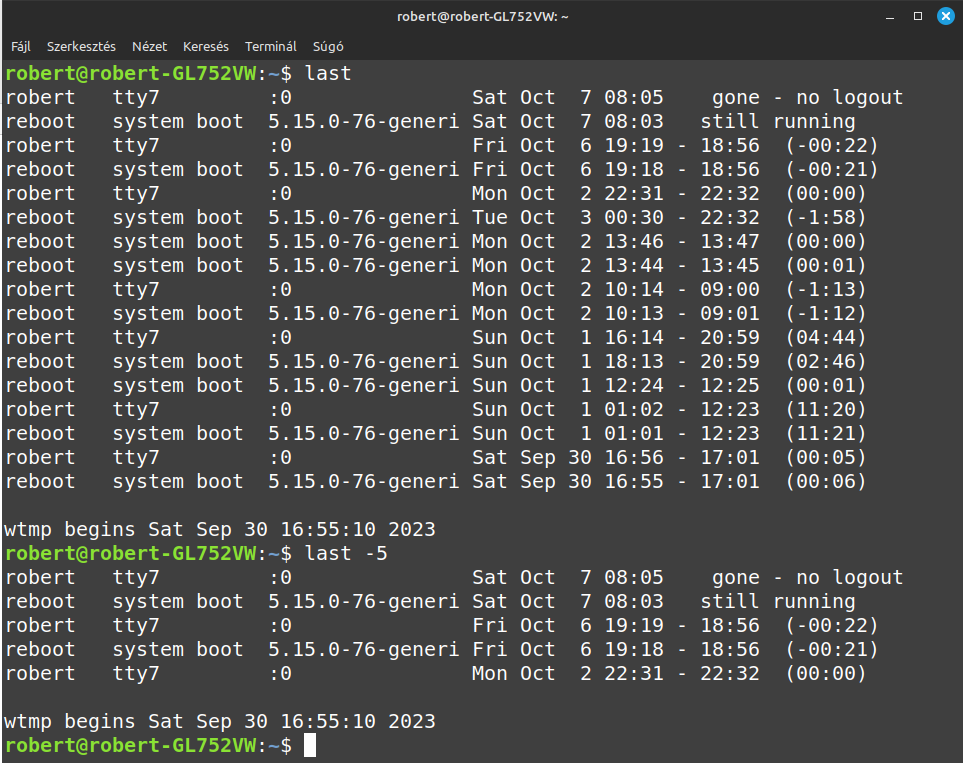 robert@robert-GL752VW: ~
Fájl Szerkesztés Nézet Keresés Terminál Súgó
robert@robert-GL752VW:~$ last
robert   tty7         :0               Sat Oct  7 08:05    gone - no logout
reboot   system boot  5.15.0-76-generi Sat Oct  7 08:03   still running
robert   tty7         :0               Fri Oct  6 19:19 - 18:56  (-00:22)
reboot   system boot  5.15.0-76-generi Fri Oct  6 19:18 - 18:56  (-00:21)
robert   tty7         :0               Mon Oct  2 22:31 - 22:32  (00:00)
reboot   system boot  5.15.0-76-generi Tue Oct  3 00:30 - 22:32  (-1:58)
reboot   system boot  5.15.0-76-generi Mon Oct  2 13:46 - 13:47  (00:00)
reboot   system boot  5.15.0-76-generi Mon Oct  2 13:44 - 13:45  (00:01)
robert   tty7         :0               Mon Oct  2 10:14 - 09:00  (-1:13)
reboot   system boot  5.15.0-76-generi Mon Oct  2 10:13 - 09:01  (-1:12)
robert   tty7         :0               Sun Oct  1 16:14 - 20:59  (04:44)
reboot   system boot  5.15.0-76-generi Sun Oct  1 18:13 - 20:59  (02:46)
reboot   system boot  5.15.0-76-generi Sun Oct  1 12:24 - 12:25  (00:01)
robert   tty7         :0               Sun Oct  1 01:02 - 12:23  (11:20)
reboot   system boot  5.15.0-76-generi Sun Oct  1 01:01 - 12:23  (11:21)
robert   tty7         :0               Sat Sep 30 16:56 - 17:01  (00:05)
reboot   system boot  5.15.0-76-generi Sat Sep 30 16:55 - 17:01  (00:06)

wtmp begins Sat Sep 30 16:55:10 2023
robert@robert-GL752VW:~$ last -5
robert   tty7         :0               Sat Oct  7 08:05    gone - no logout
reboot   system boot  5.15.0-76-generi Sat Oct  7 08:03   still running
robert   tty7         :0               Fri Oct  6 19:19 - 18:56  (-00:22)
reboot   system boot  5.15.0-76-generi Fri Oct  6 19:18 - 18:56  (-00:21)
robert   tty7         :0               Mon Oct  2 22:31 - 22:32  (00:00)

wtmp begins Sat Sep 30 16:55:10 2023
robert@robert-GL752VW:~$